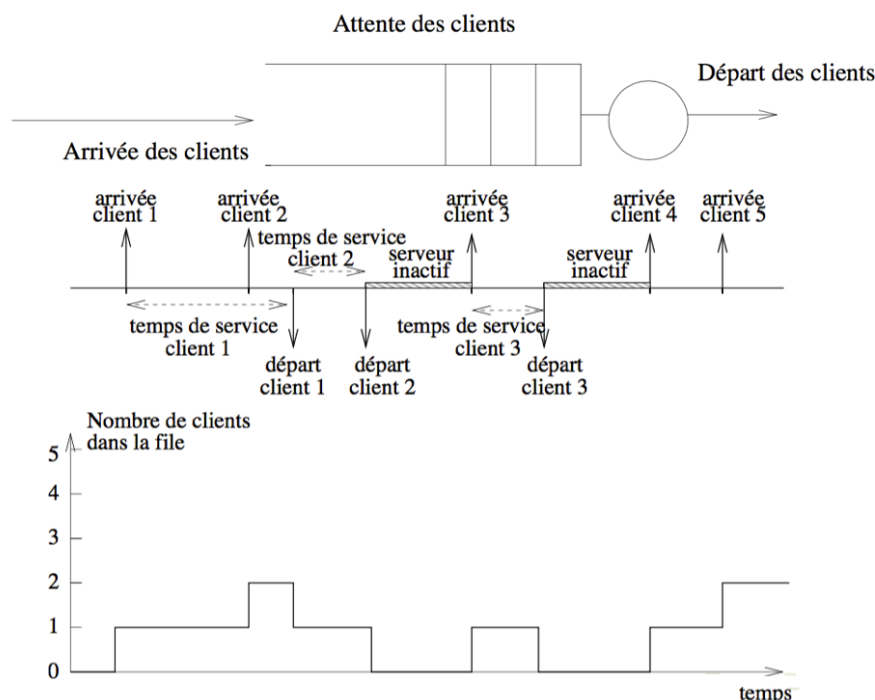 Attente des clients
Départ des clients
Arrivée des clients
arrivée
client 1
arrivée
client 2
arrivée
client 3
arrivée
client 4
arrivée
client 5
temps de service
client 2
serveur
inactif
serveur
inactif
temps de service
client 1
temps de service
client 3
départ
client 1
départ
client 2
départ
client 3
Nombre de clients
dans la file
5
4
3
2
1
0
temps